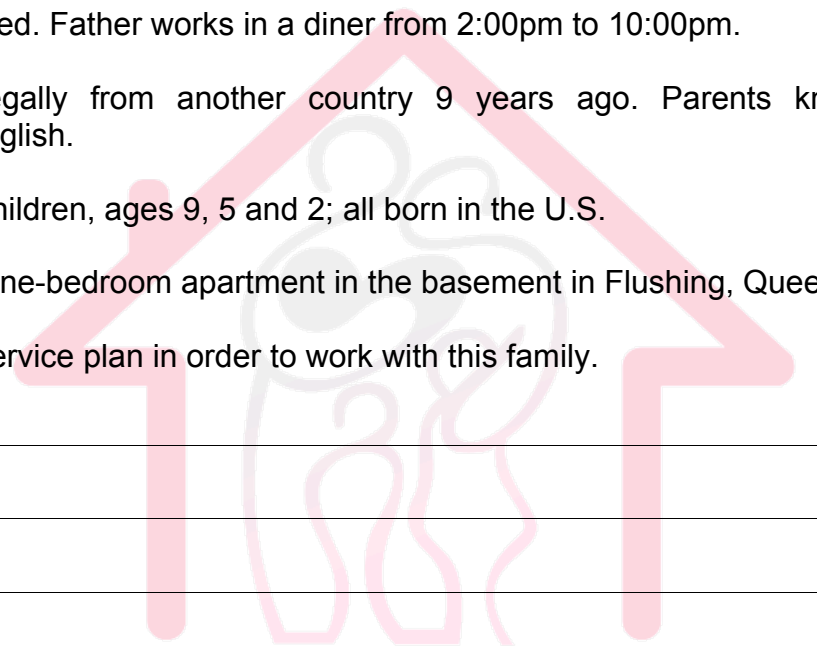 ed. Father works in a diner from 2:00pm to 10:00pm.
egally from another country 9 years ago. Parents kn
glish.
hildren, ages 9, 5 and 2; all born in the U.S.
ne-bedroom apartment in the basement in Flushing, Quee
ervice plan in order to work with this family.